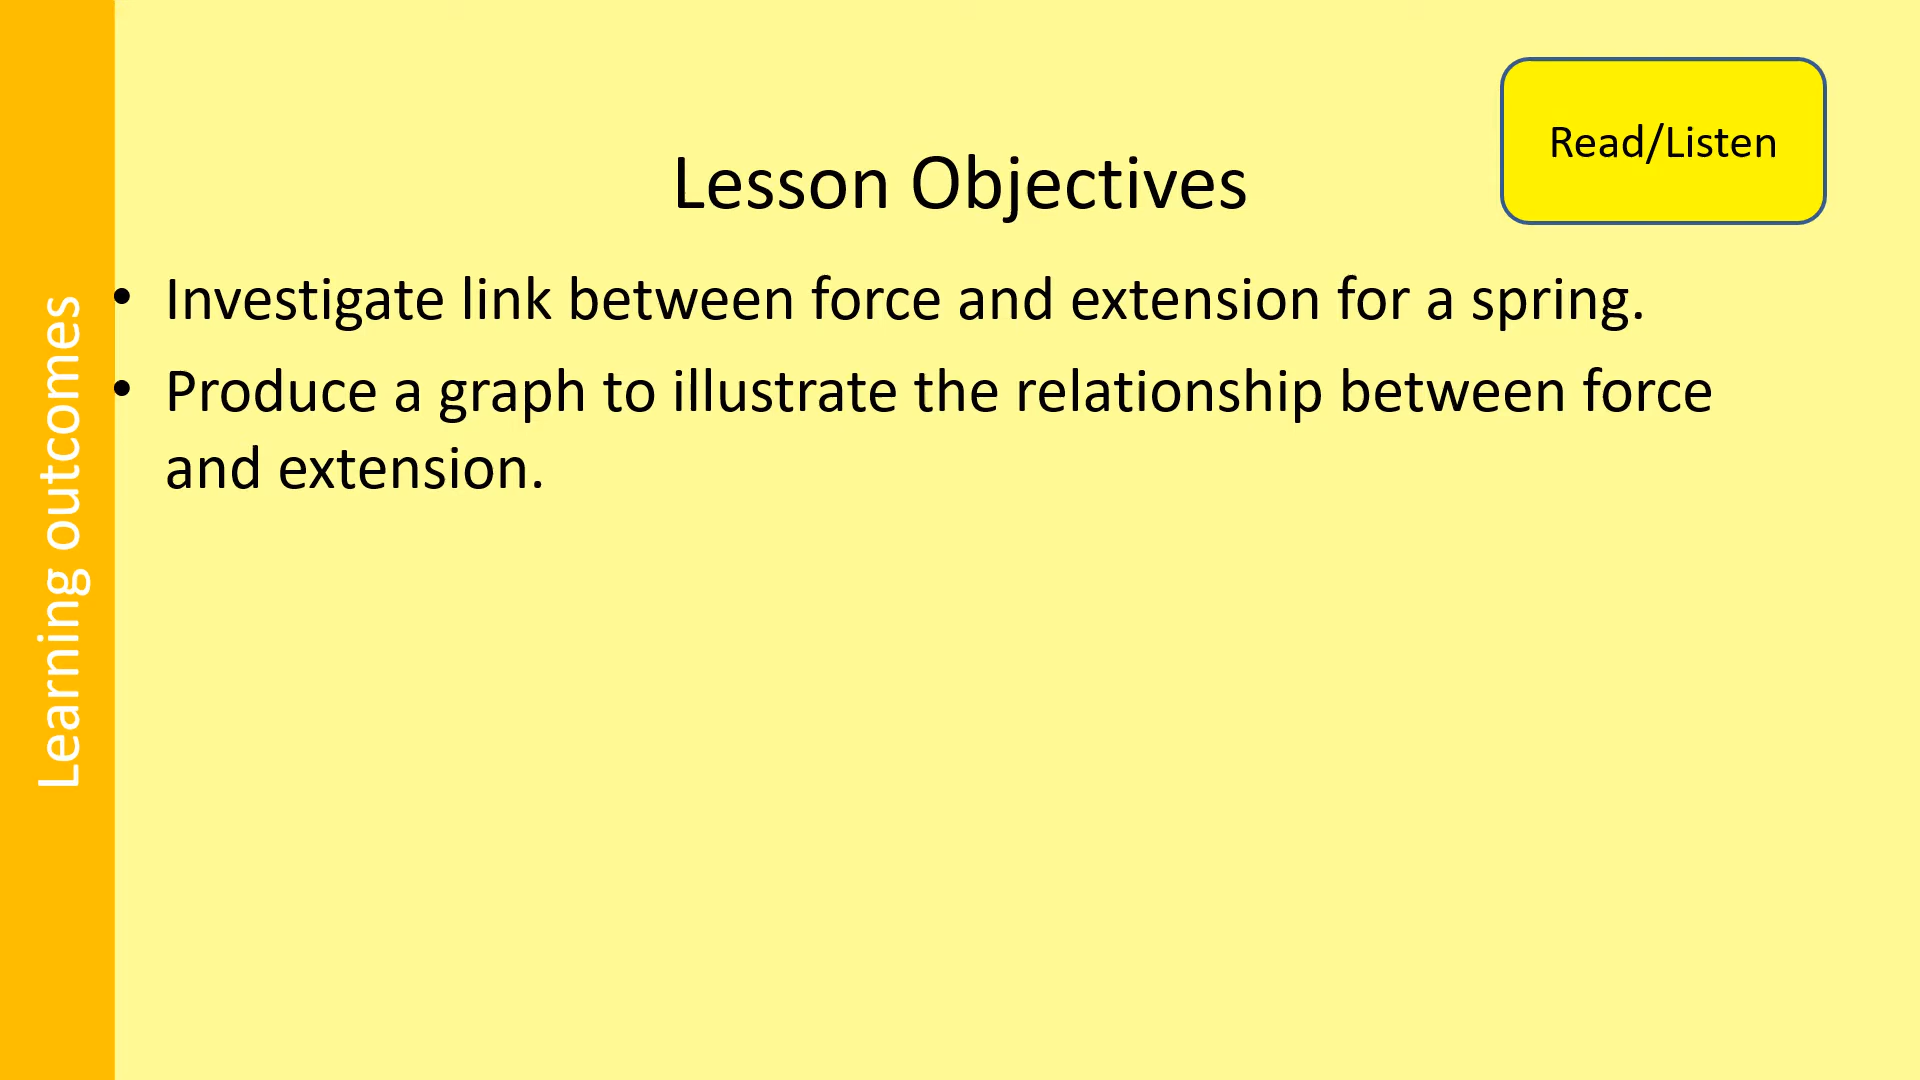 Learning outcomes
Read/Listen
Lesson Objectives
• Investigate link between force and extension for a spring.
• Produce a graph to illustrate the relationship between force
and extension.